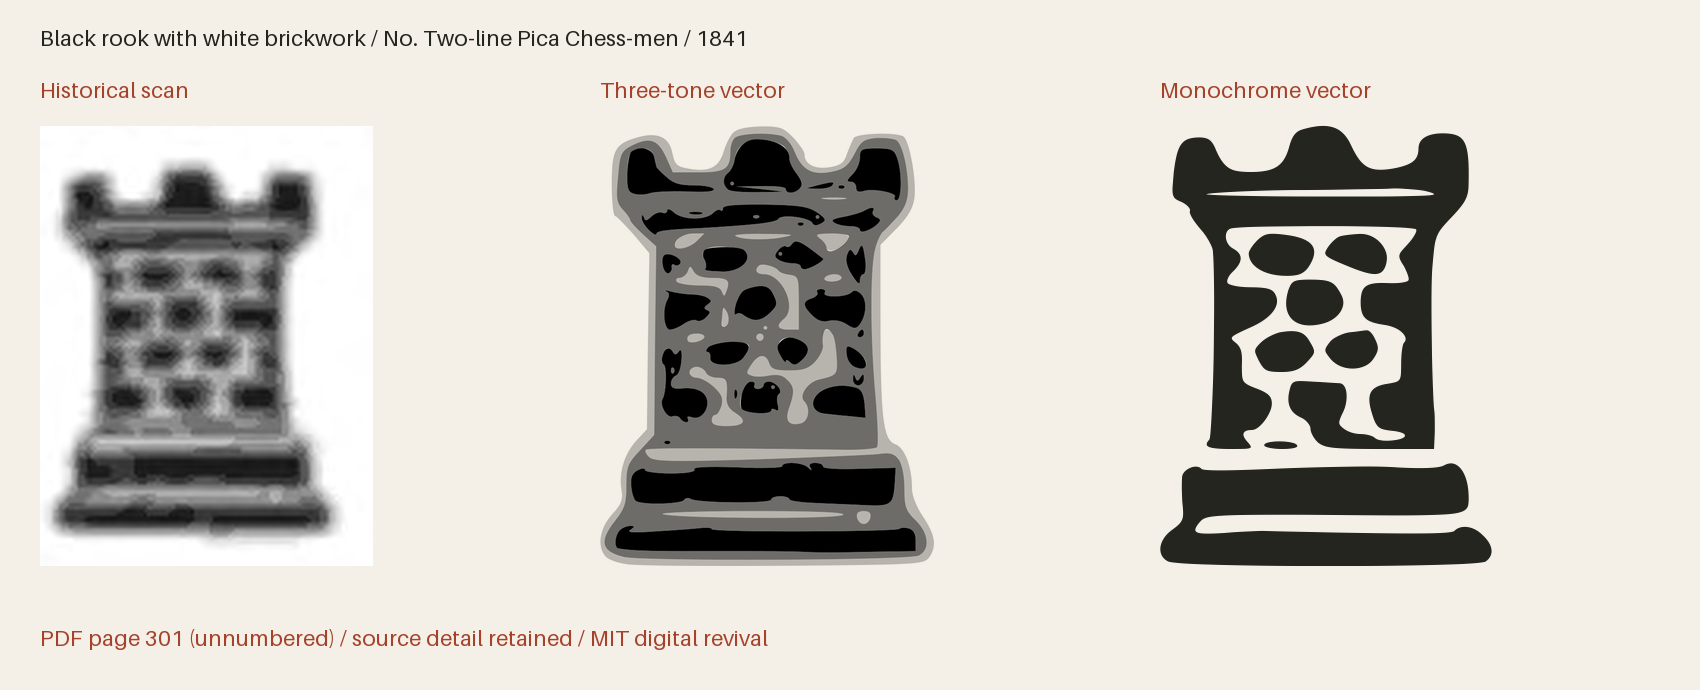 Black rook with white brickwork / No. Two-line Pica Chess-men / 1841
Historical scan
Three-tone vector
Monochrome vector
PDF page 301 (unnumbered) / source detail retained / MIT digital revival